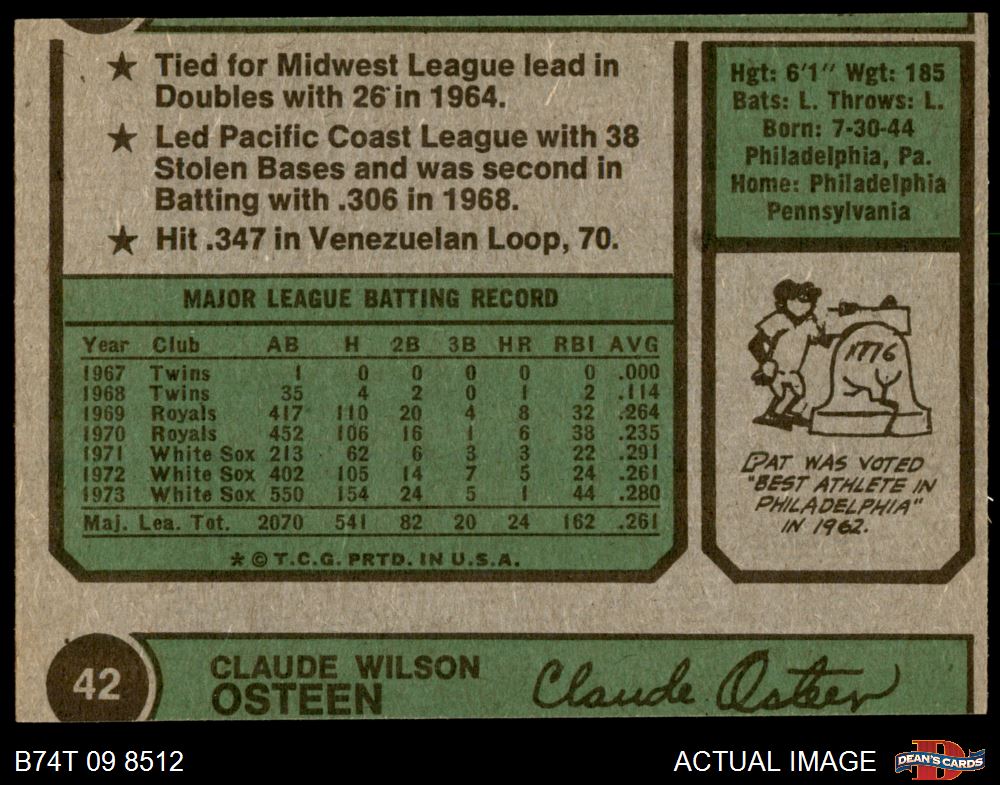 ★ Tied for Midwest League lead in
Doubles with 26 in 1964.
★ Led Pacific Coast League with 38
Stolen Bases and was second in
Batting with .306 in 1968.
★ Hit .347 in Venezuelan Loop, 70.
MAJOR LEAGUE BATTING RECORD
Year Club AB H 2B 3B HR RBI AVG
1967 Twins 1 0 0 0 0 0 .000
1968 Twins 35 4 2 0 1 2 .114
1969 Royals 417 110 20 4 8 32 .264
1970 Royals 452 106 16 1 6 38 .235
1971 White Sox 213 62 6 3 3 22 .291
1972 White Sox 402 105 14 7 5 24 .261
1973 White Sox 550 154 24 5 1 44 .280
Maj. Lea. Tot. 2070 541 82 20 24 162 .261
* © T.C.G. PRTD. IN U.S.A.
Hgt: 6'1" Wgt: 185
Bats: L. Throws: L.
Born: 7-30-44
Philadelphia, Pa.
Home: Philadelphia
Pennsylvania
1776
PAT WAS VOTED
"BEST ATHLETE IN
PHILADELPHIA"
IN 1962.
42
CLAUDE WILSON
OSTEEN
Claude Osteen
B74T 09 8512
ACTUAL IMAGE
D
DEAN'S CARDS